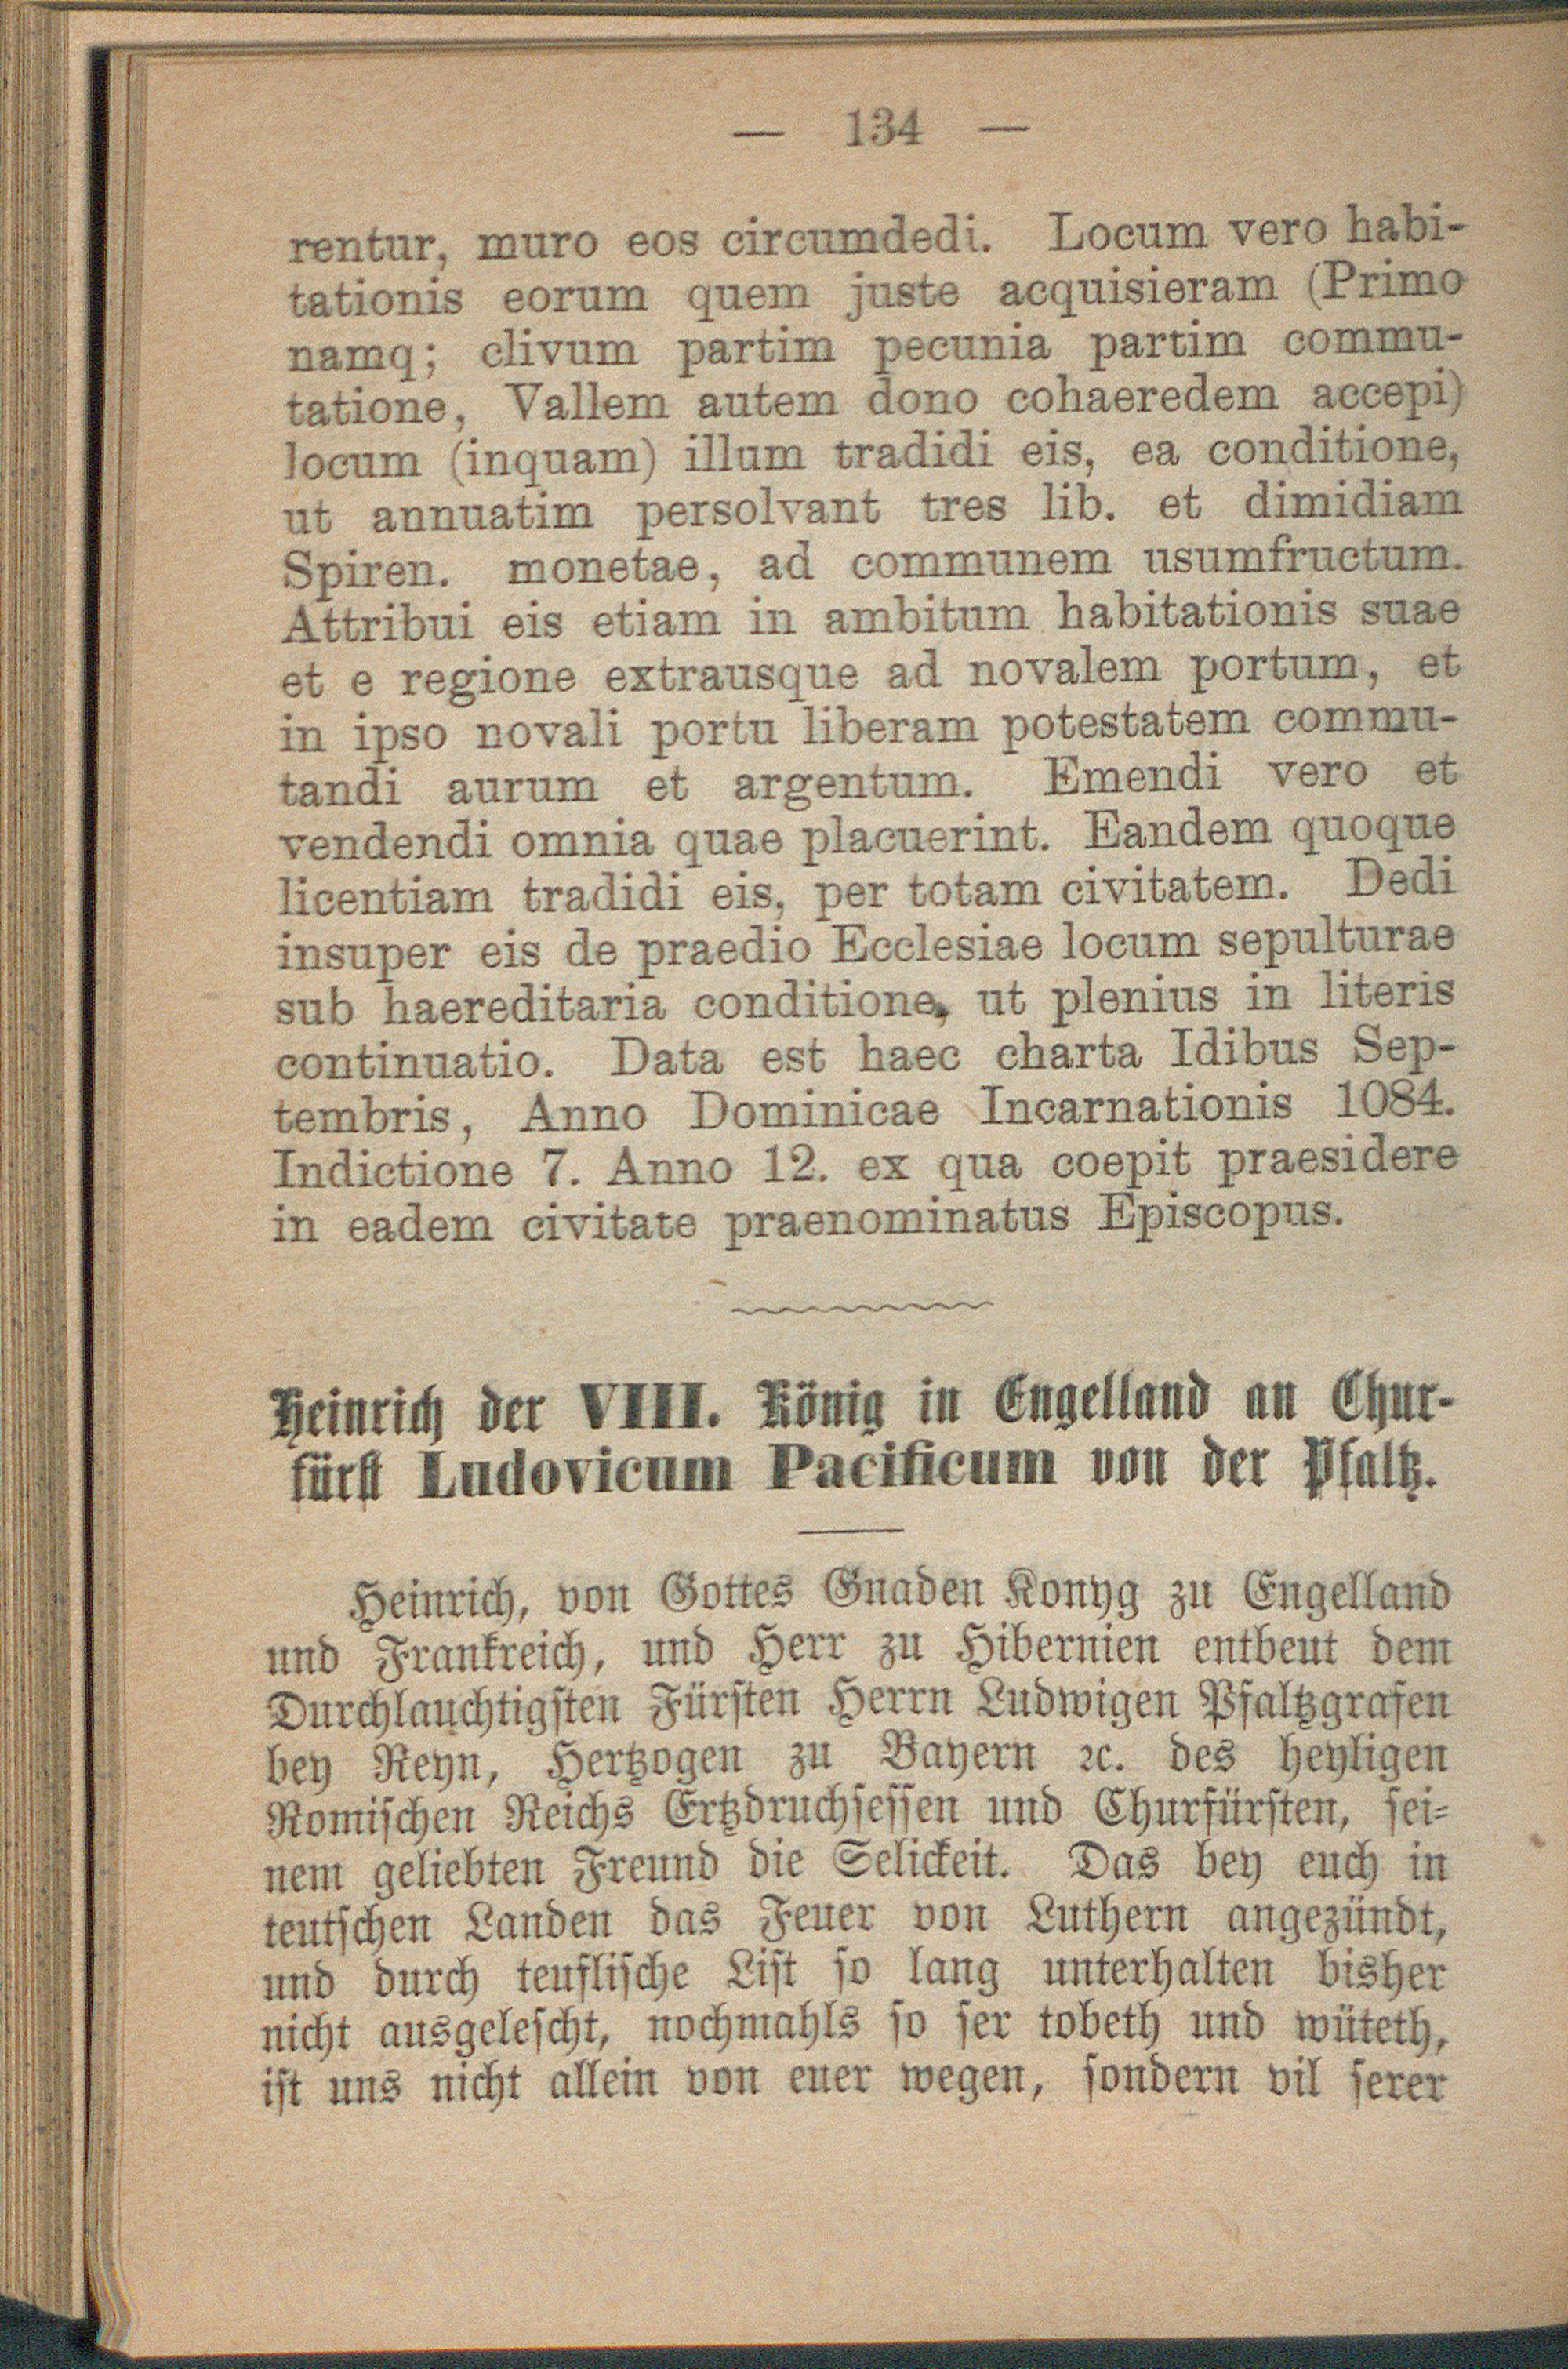 — 134 —
rentur, muro eos circumdedi. Locum vero habi-
tationis eorum quem juste acquisieram (Primo
namq; clivum partim pecunia partim commu-
tatione, Vallem autem dono cohaeredem accepi)
locum (inquam) illum tradidi eis, ea conditione,
ut annuatim persolvant tres lib. et dimidiam
Spiren. monetae, ad communem usumfructum.
Attribui eis etiam in ambitum habitationis suae
et e regione extrausque ad novalem portum, et
in ipso novali portu liberam potestatem commu-
tandi aurum et argentum. Emendi vero et
vendendi omnia quae placuerint. Eandem quoque
licentiam tradidi eis, per totam civitatem. Dedi
insuper eis de praedio Ecclesiae locum sepulturae
sub haereditaria conditione, ut plenius in literis
continuatio. Data est haec charta Idibus Sep-
tembris, Anno Dominicae Incarnationis 1084.
Indictione 7. Anno 12. ex qua coepit praesidere
in eadem civitate praenominatus Episcopus.
Heinrich der VIII. König in Engelland an Chur-
fürst Ludovicum Pacificum von der Pfaltz.
Heinrich, von Gottes Gnaden Konyg zu Engelland
und Frankreich, und Herr zu Hibernien entbeut dem
Durchlauchtigsten Fürsten Herrn Ludwigen Pfaltzgrafen
bey Reyn, Hertzogen zu Bayern ꝛc. des heyligen
Romischen Reichs Ertzdruchsessen und Churfürsten, sei-
nem geliebten Freund die Selickeit. Das bey euch in
teutschen Landen das Feuer von Luthern angezündt,
und durch teuflische List so lang unterhalten bisher
nicht ausgelescht, nochmahls so ser tobeth und wüteth,
ist uns nicht allein von euer wegen, sondern vil serer